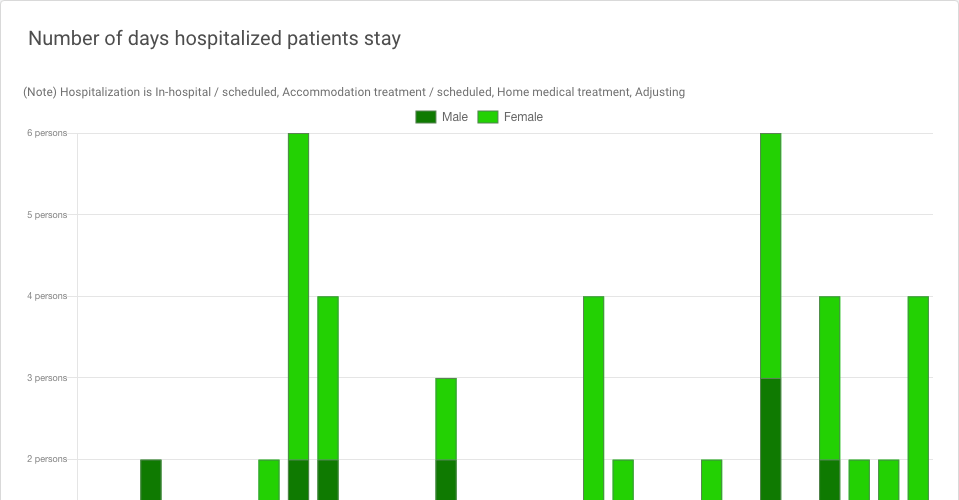 Number of days hospitalized patients stay
(Note) Hospitalization is In-hospital / scheduled, Accommodation treatment / scheduled, Home medical treatment, Adjusting
Male Female
6 persons
5 persons
4 persons
3 persons
2 persons